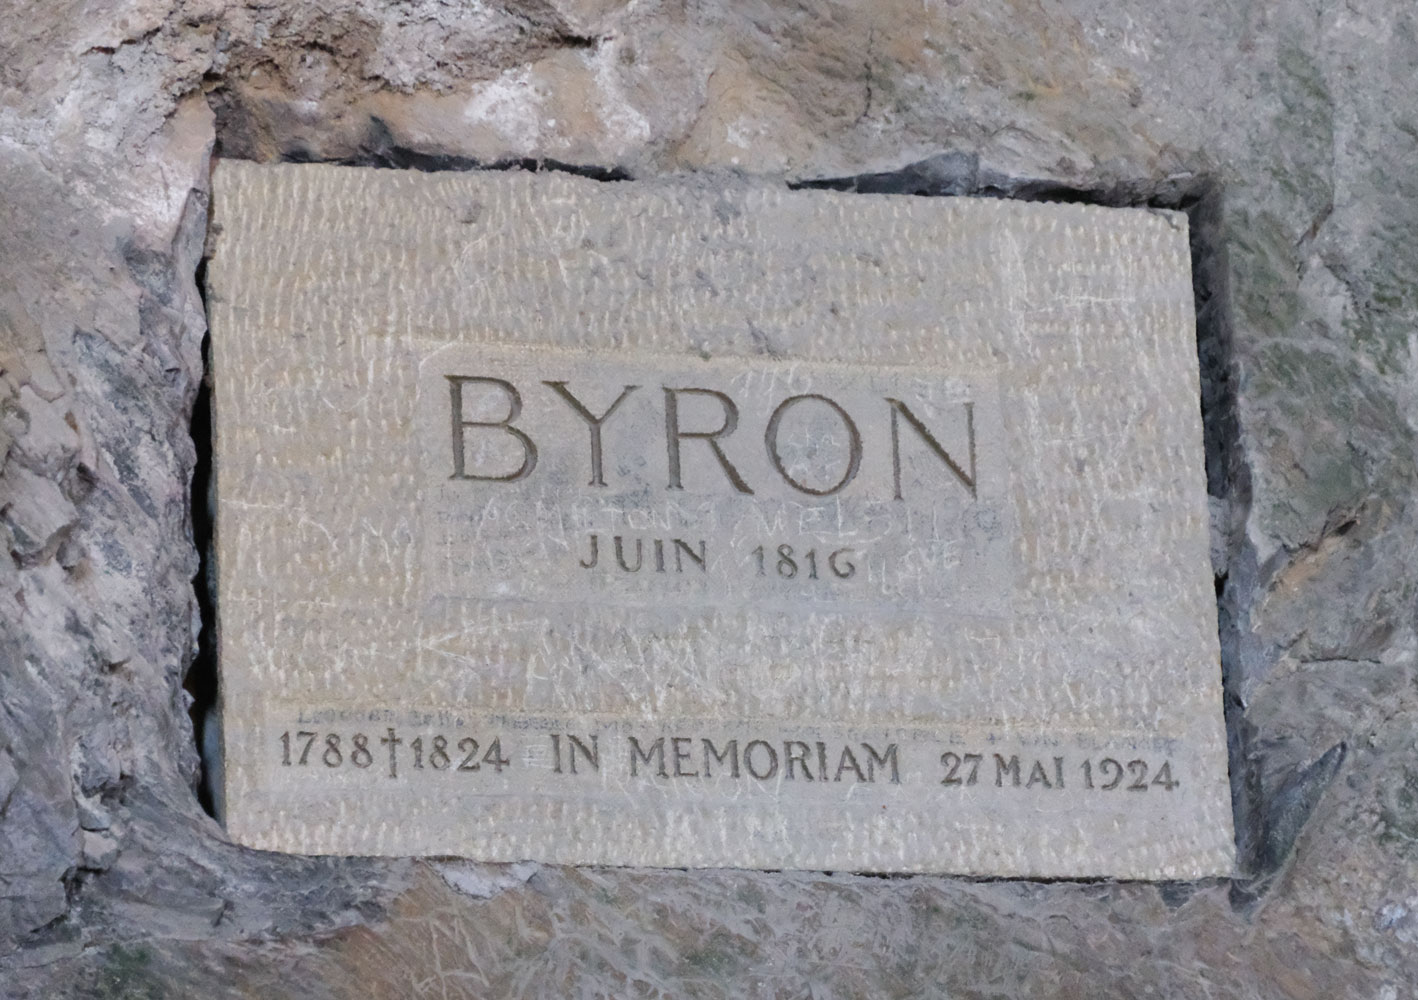 BYRON
JUIN 1816
1788†1824 IN MEMORIAM 27 MAI 1924.